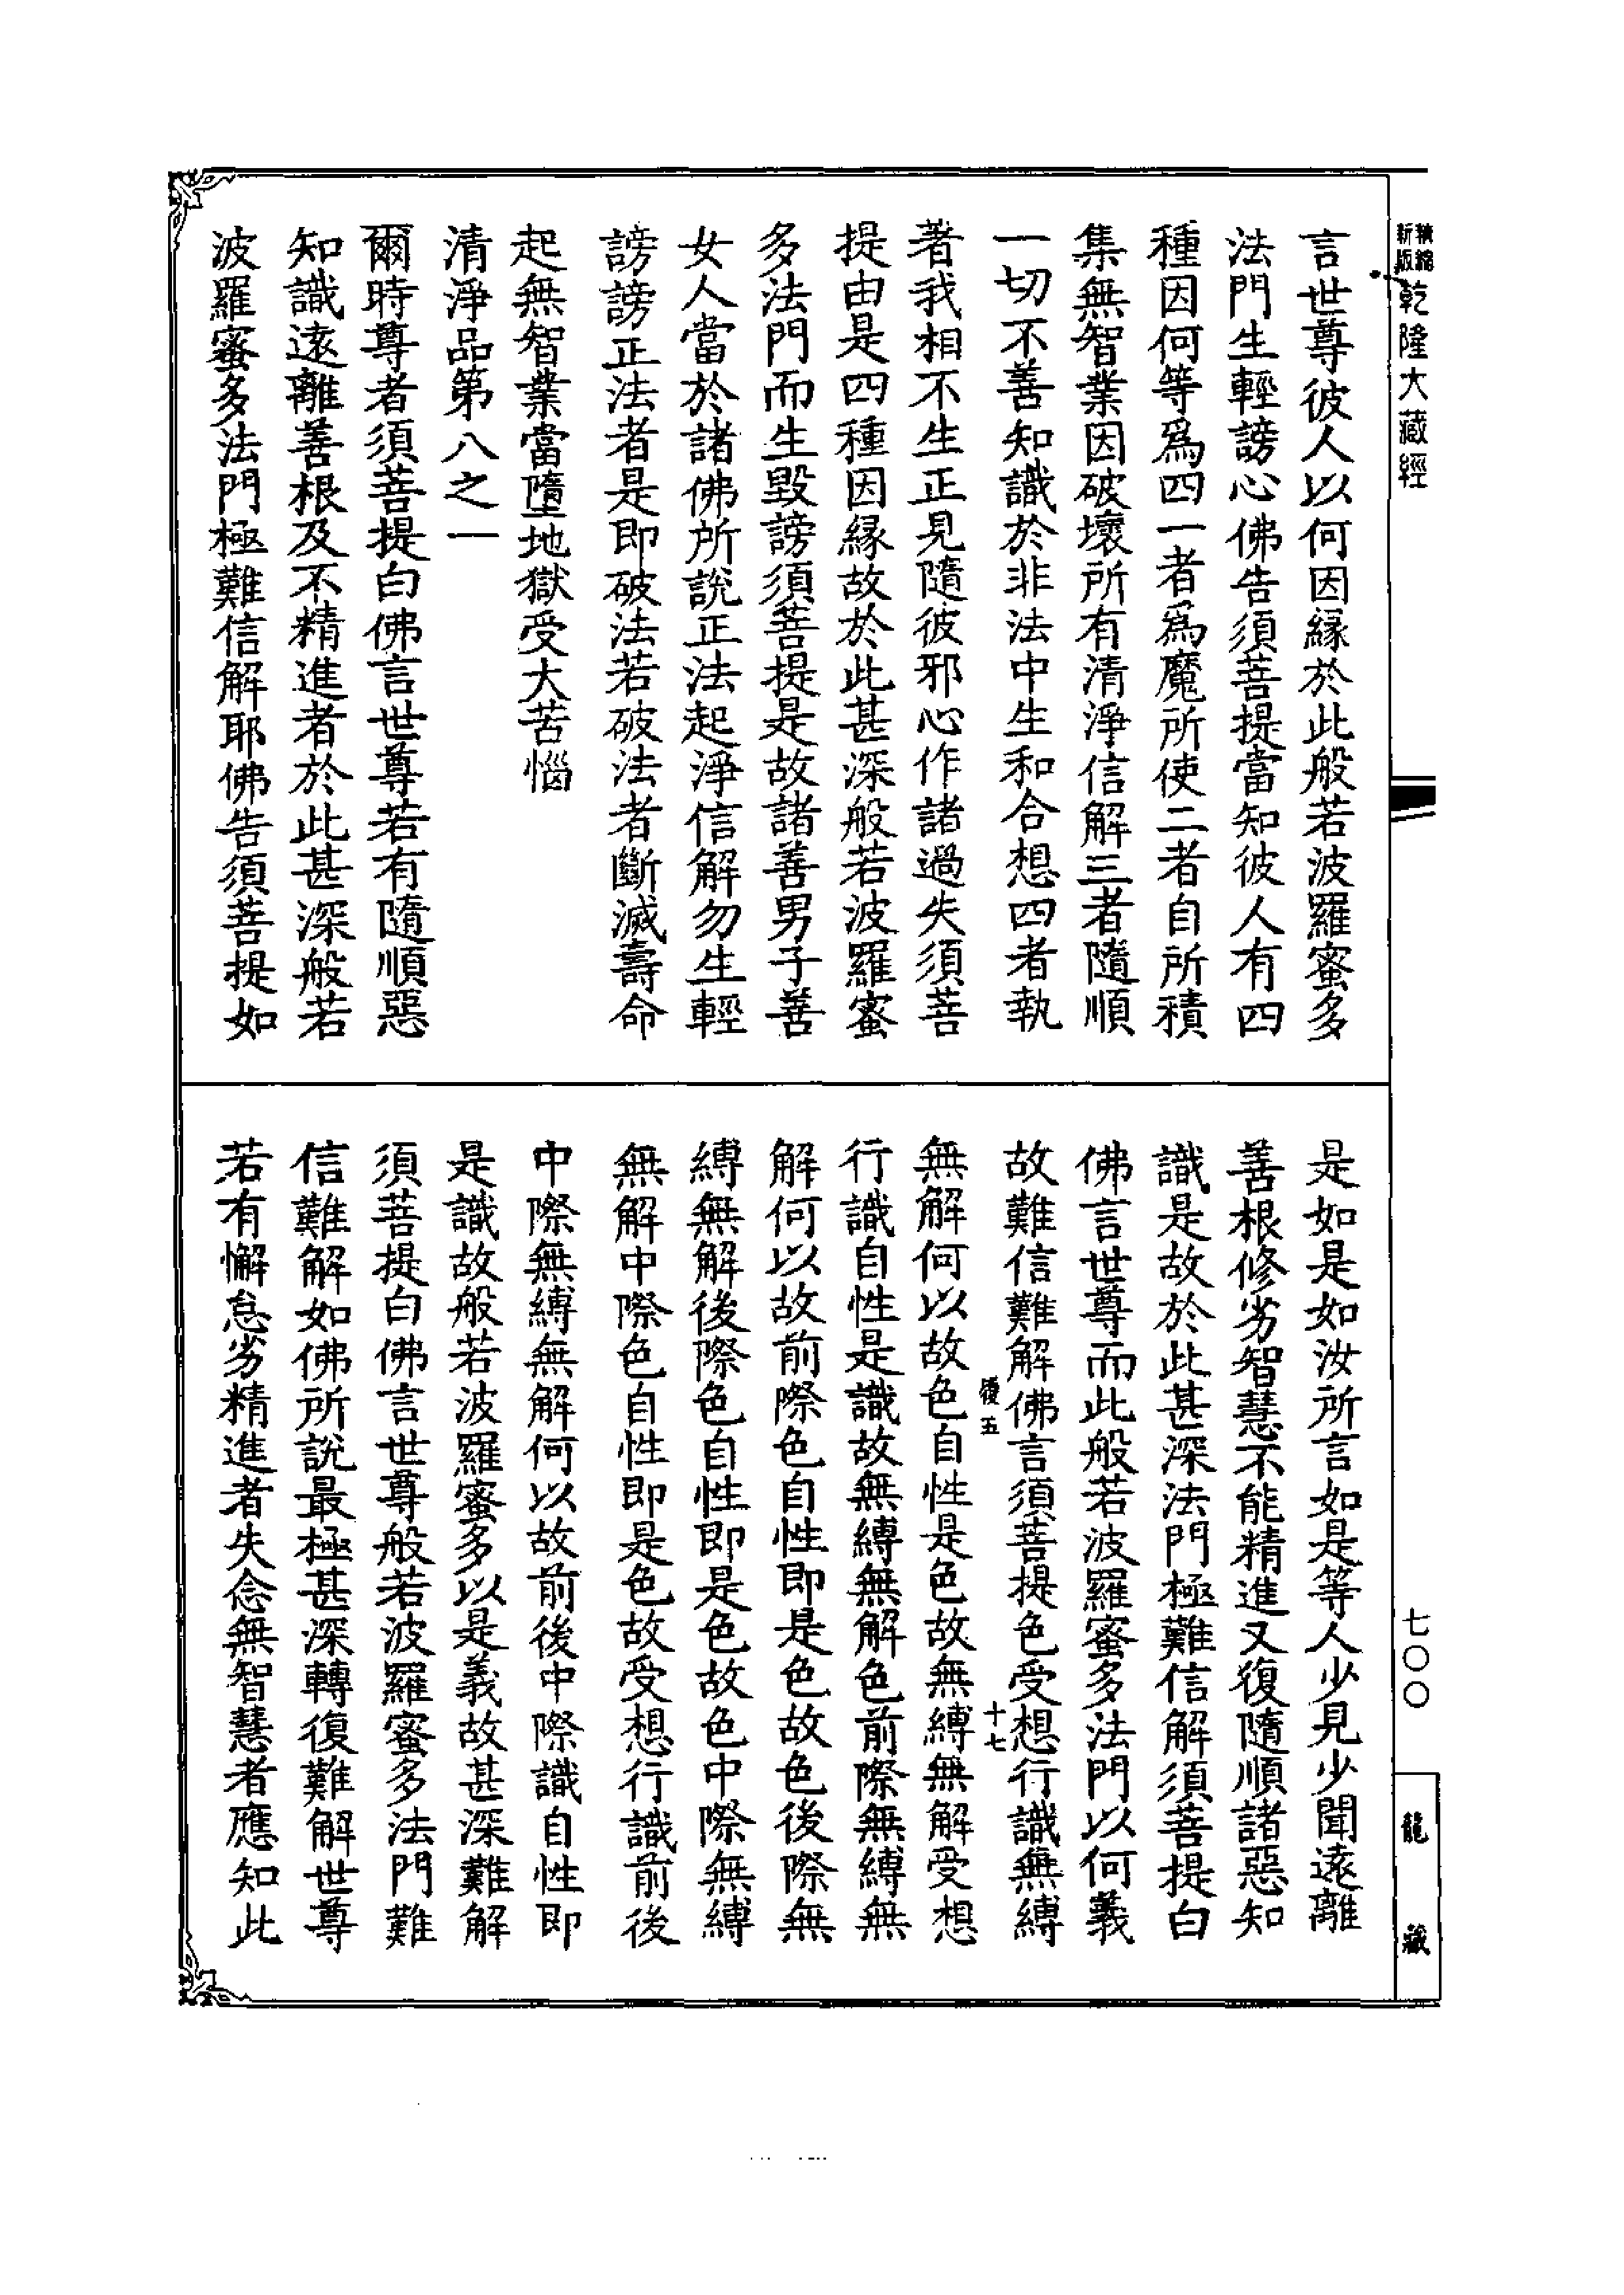 乾隆大藏經
言世尊彼人以何因緣於此般若波羅蜜多
法門生輕謗心佛告須菩提當知彼人有四
種因何等爲四一者爲魔所使二者自所積
集無智業因破壞所有清淨信解三者隨順
一切不善知識於非法中生和合想四者執
著我相不生正見隨彼邪心作諸過失須菩
提由是四種因緣故於此甚深般若波羅蜜
多法門而生毀謗須菩提是故諸善男子善
女人當於諸佛所說正法起淨信解勿生輕
謗謗正法者是即破法若破法者斷滅壽命
起無智業當墮地獄受大苦惱
清淨品第八之一
爾時尊者須菩提白佛言世尊若有隨順惡
知識遠離善根及不精進者於此甚深般若
波羅蜜多法門極難信解耶佛告須菩提如
七〇〇
龍藏
是如是如汝所言如是等人少見少聞遠離
善根修劣智慧不能精進又復隨順諸惡知
識是故於此甚深法門極難信解須菩提白
佛言世尊而此般若波羅蜜多法門以何義
故難信難解佛言須菩提色受想行識無縛
十七
無解何以故色自性是色故無縛無解受想
行識自性是識故無縛無解色前際無縛無
解何以故前際色自性即是色故色後際無
縛無解後際色自性即是色故色中際無縛
無解中際色自性即是色故受想行識前後
中際無縛無解何以故前後中際識自性即
是識故般若波羅蜜多以是義故甚深難解
須菩提白佛言世尊般若波羅蜜多法門難
信難解如佛所說最極甚深轉復難解世尊
若有懈怠劣精進者失念無智慧者應知此